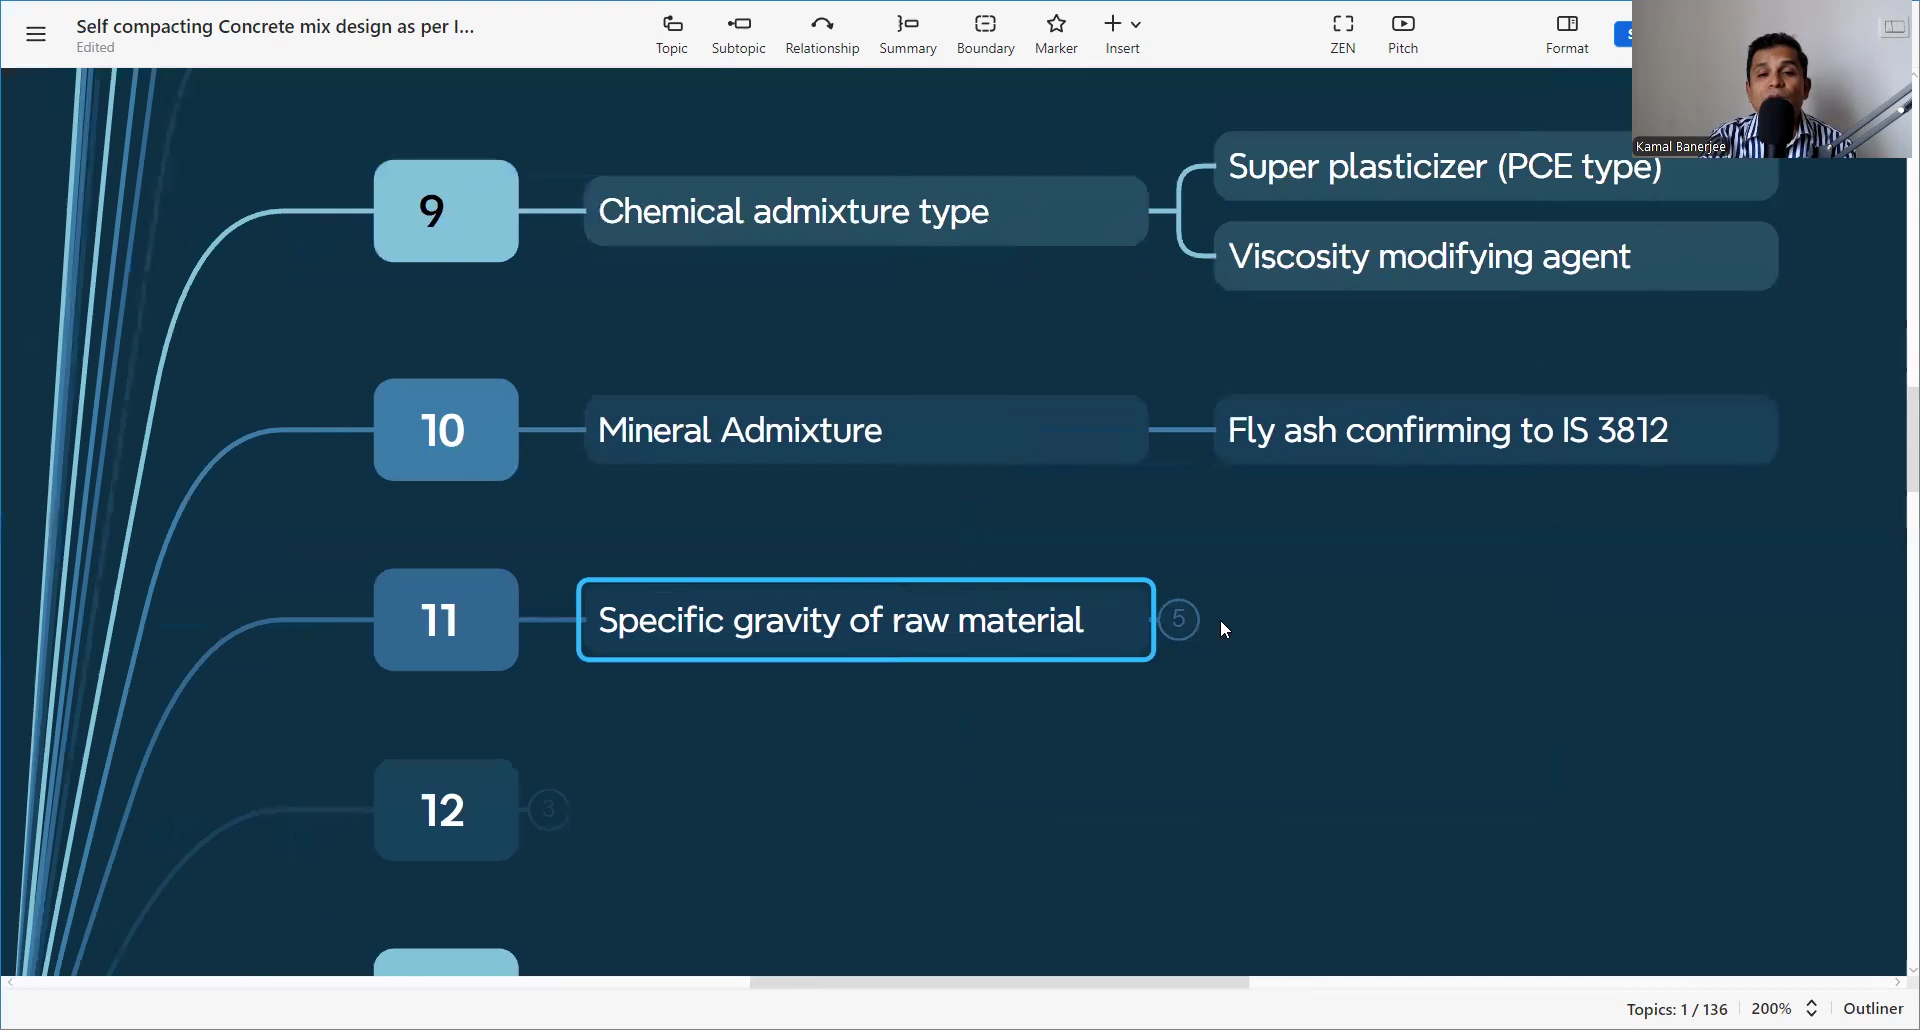 Self compacting Concrete mix design as per I...
Edited
Topic
Subtopic
Relationship
Summary
Boundary
Marker
Insert
ZEN
Pitch
Format
S
Kamal Banerjee
9
Chemical admixture type
Super plasticizer (PCE type)
Viscosity modifying agent
10
Mineral Admixture
Fly ash confirming to IS 3812
11
Specific gravity of raw material
5
12
3
Topics: 1 / 136
200%
Outliner